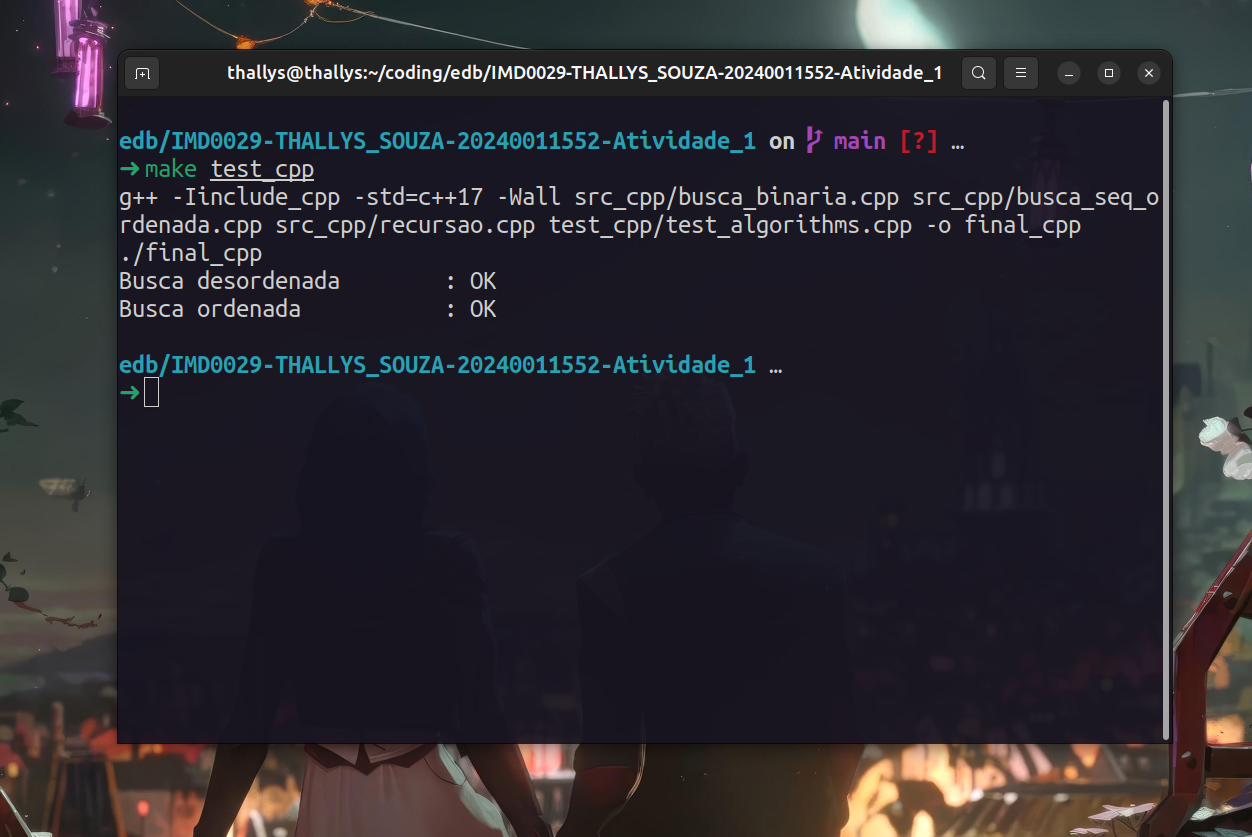 thallys@thallys:~/coding/edb/IMD0029-THALLYS_SOUZA-20240011552-Atividade_1
edb/IMD0029-THALLYS_SOUZA-20240011552-Atividade_1 on main [?] …
➜ make test_cpp
g++ -Iinclude_cpp -std=c++17 -Wall src_cpp/busca_binaria.cpp src_cpp/busca_seq_o
rdenada.cpp src_cpp/recursao.cpp test_cpp/test_algorithms.cpp -o final_cpp
./final_cpp
Busca desordenada        : OK
Busca ordenada           : OK
edb/IMD0029-THALLYS_SOUZA-20240011552-Atividade_1 …
➜